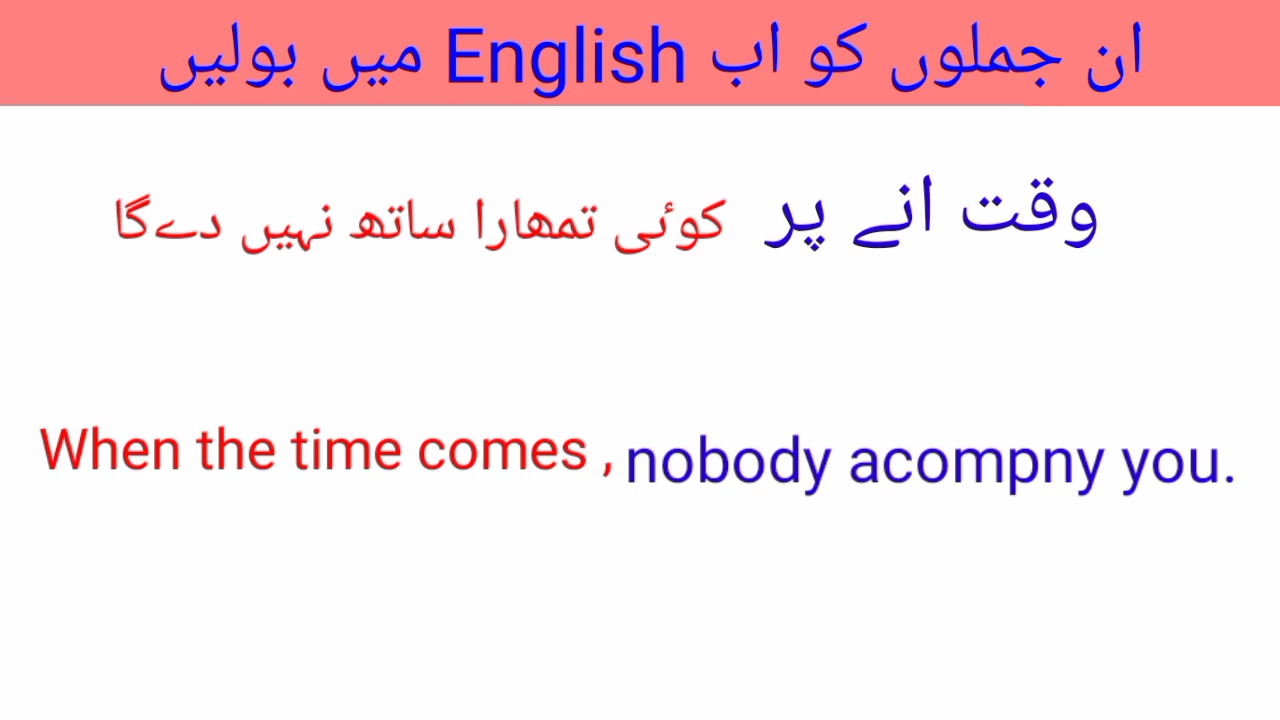 ان جملوں کو اب English میں بولیں
وقت انے پر کوئی تمھارا ساتھ نہیں دےگا
When the time comes , nobody acompny you.